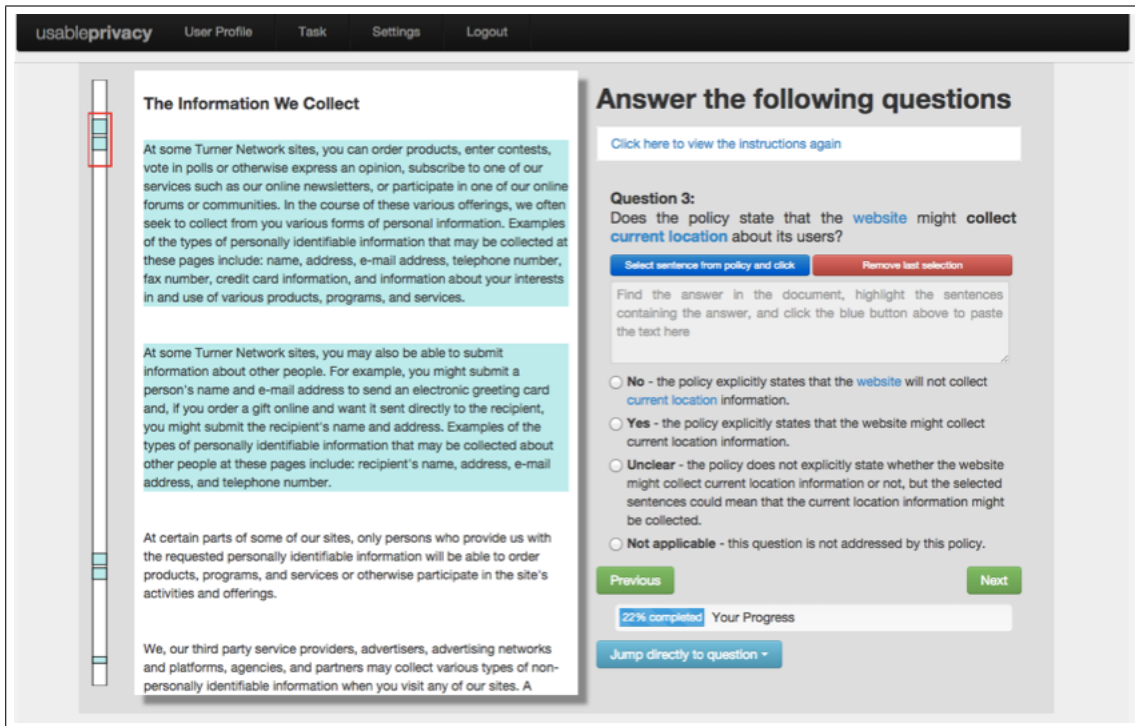 usableprivacy User Profile Task Settings Logout
The Information We Collect
At some Turner Network sites, you can order products, enter contests,
vote in polls or otherwise express an opinion, subscribe to one of our
services such as our online newsletters, or participate in one of our online
forums or communities. In the course of these various offerings, we often
seek to collect from you various forms of personal information. Examples
of the types of personally identifiable information that may be collected at
these pages include: name, address, e-mail address, telephone number,
fax number, credit card information, and information about your interests
in and use of various products, programs, and services.
At some Turner Network sites, you may also be able to submit
information about other people. For example, you might submit a
person's name and e-mail address to send an electronic greeting card
and, if you order a gift online and want it sent directly to the recipient,
you might submit the recipient's name and address. Examples of the
types of personally identifiable information that may be collected about
other people at these pages include: recipient's name, address, e-mail
address, and telephone number.
At certain parts of some of our sites, only persons who provide us with
the requested personally identifiable information will be able to order
products, programs, and services or otherwise participate in the site's
activities and offerings.
We, our third party service providers, advertisers, advertising networks
and platforms, agencies, and partners may collect various types of non-
personally identifiable information when you visit any of our sites. A
Answer the following questions
Click here to view the instructions again
Question 3:
Does the policy state that the website might collect
current location about its users?
Select sentence from policy and click Remove last selection
Find the answer in the document, highlight the sentences
containing the answer, and click the blue button above to paste
the text here
No - the policy explicitly states that the website will not collect
current location information.
Yes - the policy explicitly states that the website might collect
current location information.
Unclear - the policy does not explicitly state whether the website
might collect current location information or not, but the selected
sentences could mean that the current location information might
be collected.
Not applicable - this question is not addressed by this policy.
Previous Next
22% completed Your Progress
Jump directly to question